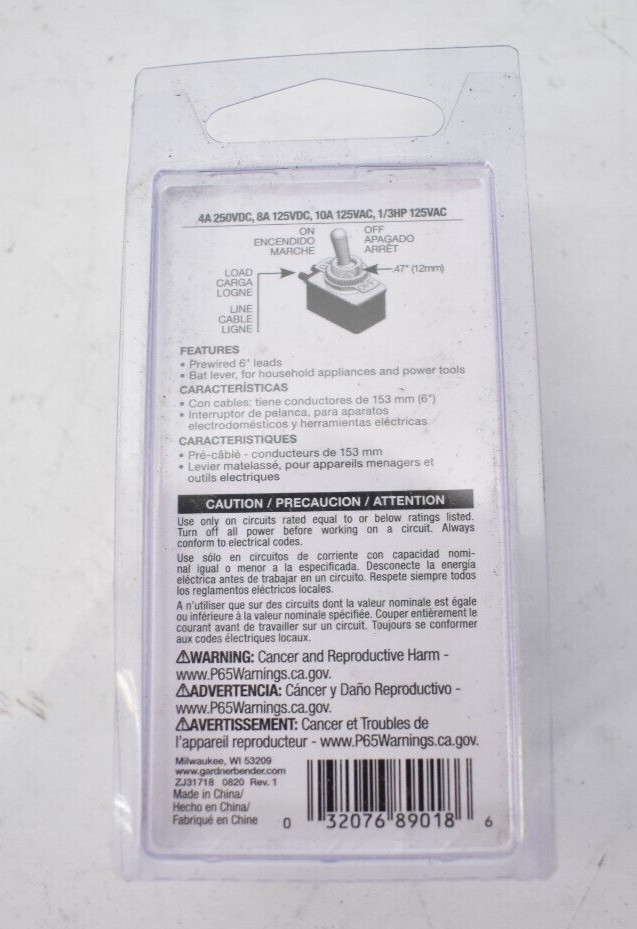 4A 250VDC, 8A 125VDC, 10A 125VAC, 1/3HP 125VAC
ON
ENCENDIDO
MARCHE
OFF
APAGADO
ARRÊT
LOAD
CARGA
LOGNE
.47" (12mm)
LINE
CABLE
LIGNE
FEATURES
• Prewired 6" leads
• Bat lever, for household appliances and power tools
CARACTERÍSTICAS
• Con cables: tiene conductores de 153 mm (6")
• Interruptor de palanca, para aparatos
electrodomésticos y herramientas eléctricas
CARACTERISTIQUES
• Pré-câblé - conducteurs de 153 mm
• Levier matelassé, pour appareils menagers et
outils electriques
CAUTION / PRECAUCION / ATTENTION
Use only on circuits rated equal to or below ratings listed.
Turn off all power before working on a circuit. Always
conform to electrical codes.
Use sólo en circuitos de corriente con capacidad nomi-
nal igual o menor a la especificada. Desconecte la energía
eléctrica antes de trabajar en un circuito. Respete siempre todos
los reglamentos eléctricos locales.
A n'utiliser que sur des circuits dont la valeur nominale est égale
ou inférieure à la valeur nominale spécifiée. Couper entièrement le
courant avant de travailler sur un circuit. Toujours se conformer
aux codes électriques locaux.
⚠WARNING: Cancer and Reproductive Harm -
www.P65Warnings.ca.gov.
⚠ADVERTENCIA: Cáncer y Daño Reproductivo -
www.P65Warnings.ca.gov.
⚠AVERTISSEMENT: Cancer et Troubles de
l'appareil reproducteur - www.P65Warnings.ca.gov.
Milwaukee, WI 53209
www.gardnerbender.com
ZJ31718 0820 Rev. 1
Made in China/
Hecho en China/
Fabriqué en Chine
0 32076 89018 6